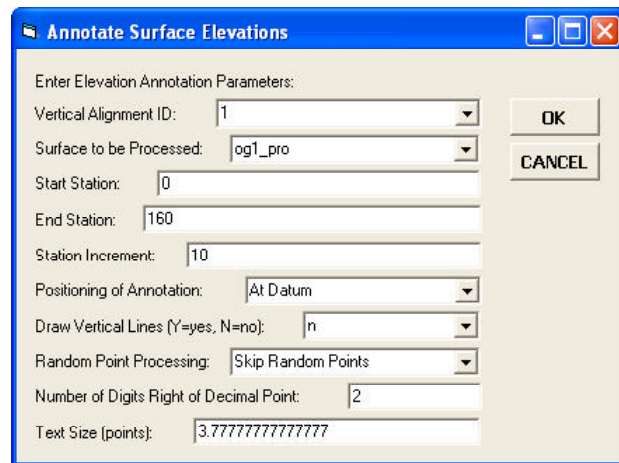 Annotate Surface Elevations
Enter Elevation Annotation Parameters:
Vertical Alignment ID: 1
OK
Surface to be Processed: og1_pro
CANCEL
Start Station: 0
End Station: 160
Station Increment: 10
Positioning of Annotation: At Datum
Draw Vertical Lines (Y=yes, N=no): n
Random Point Processing: Skip Random Points
Number of Digits Right of Decimal Point: 2
Text Size (points): 3.77777777777777